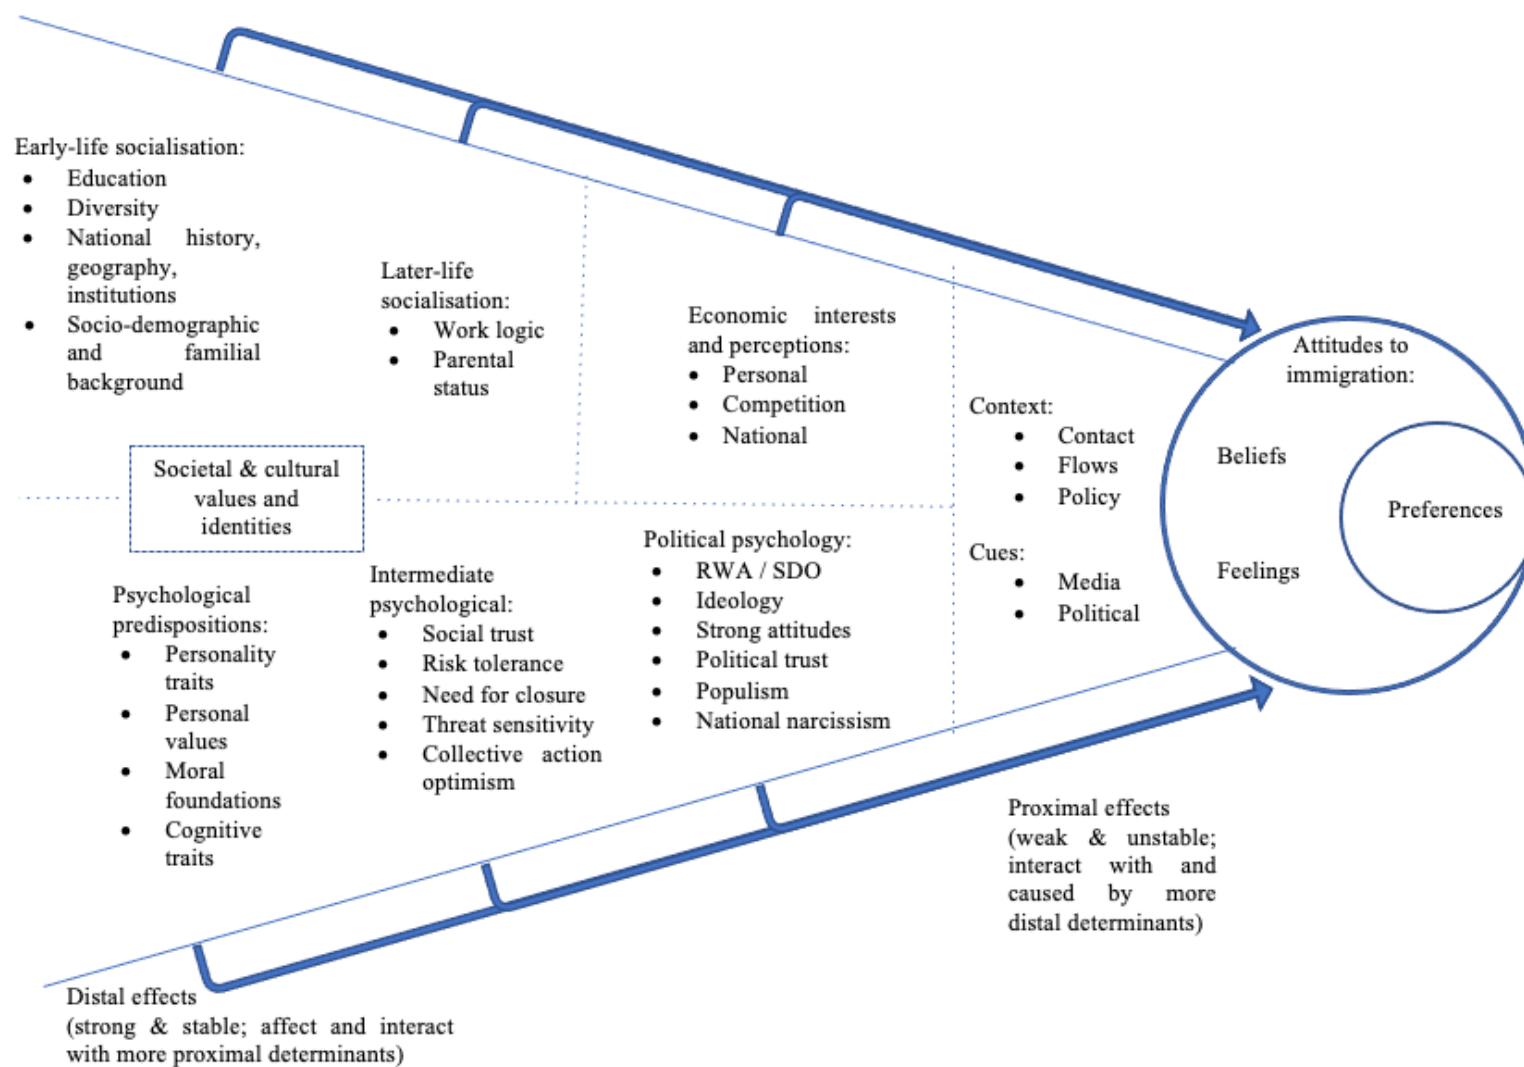 Early-life socialisation:
• Education
• Diversity
• National history,
geography,
institutions
• Socio-demographic
and familial
background
Later-life
socialisation:
• Work logic
• Parental
status
Economic interests
and perceptions:
• Personal
• Competition
• National
Context:
• Contact
• Flows
• Policy
Cues:
• Media
• Political
Attitudes to
immigration:
Beliefs
Feelings
Preferences
Societal & cultural
values and
identities
Psychological
predispositions:
• Personality
traits
• Personal
values
• Moral
foundations
• Cognitive
traits
Intermediate
psychological:
• Social trust
• Risk tolerance
• Need for closure
• Threat sensitivity
• Collective action
optimism
Political psychology:
• RWA / SDO
• Ideology
• Strong attitudes
• Political trust
• Populism
• National narcissism
Proximal effects
(weak & unstable;
interact with and
caused by more
distal determinants)
Distal effects
(strong & stable; affect and interact
with more proximal determinants)